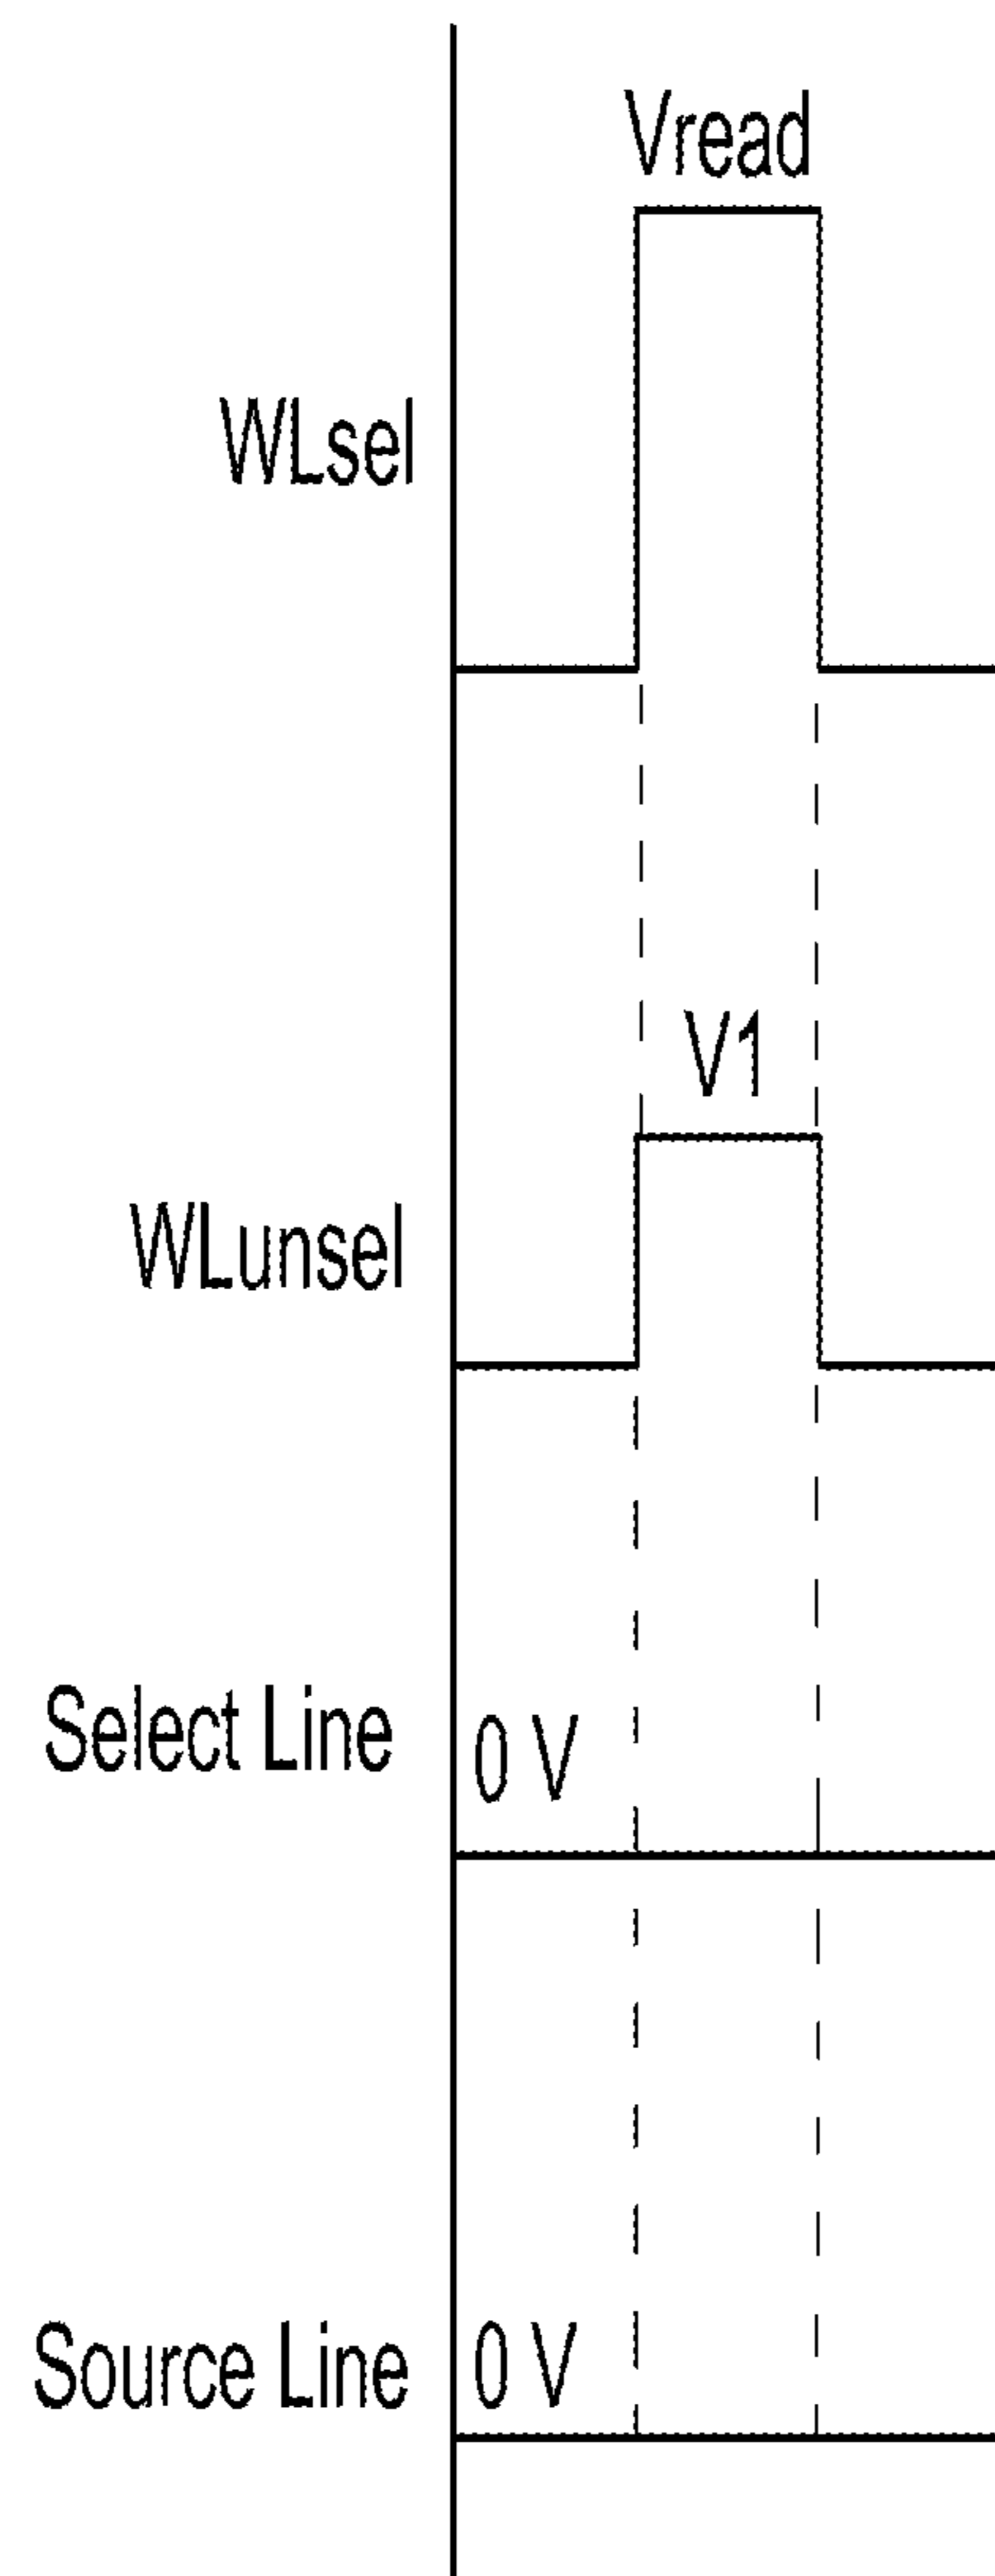 Vread
WLsel
V1
WLunsel
Select Line
0 V
Source Line
0 V